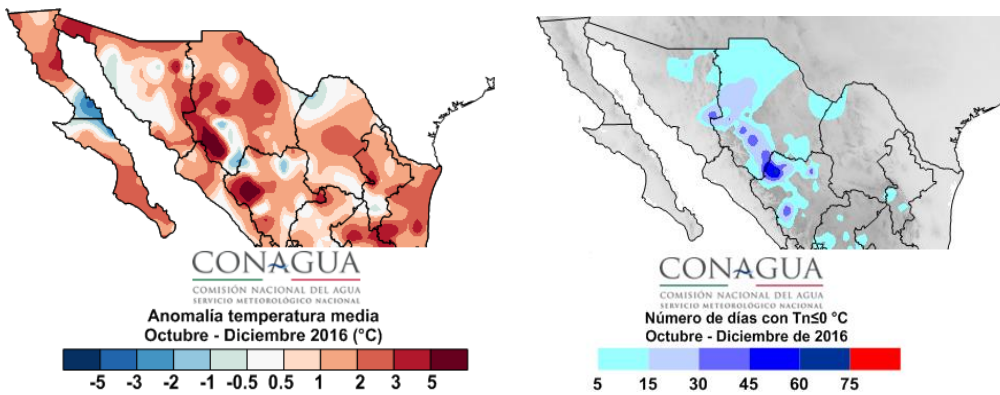 CONAGUA
COMISIÓN NACIONAL DEL AGUA
SERVICIO METEOROLÓGICO NACIONAL
Anomalía temperatura media
Octubre - Diciembre 2016 (°C)
-5 -3 -2 -1 -0.5 0.5 1 2 3 5
CONAGUA
COMISIÓN NACIONAL DEL AGUA
SERVICIO METEOROLÓGICO NACIONAL
Número de días con Tn≤0 °C
Octubre - Diciembre de 2016
5 15 30 45 60 75